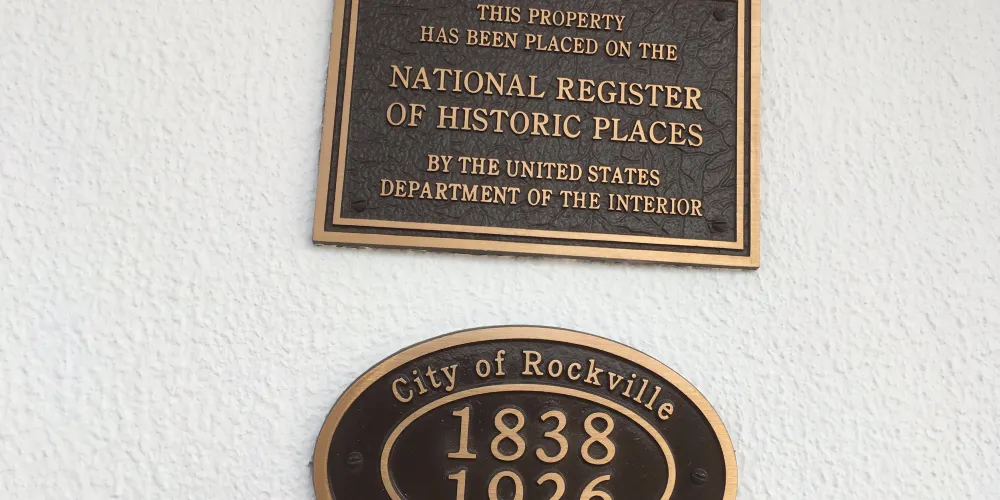 THIS PROPERTY
HAS BEEN PLACED ON THE
NATIONAL REGISTER
OF HISTORIC PLACES
BY THE UNITED STATES
DEPARTMENT OF THE INTERIOR
City of Rockville
1838
1926